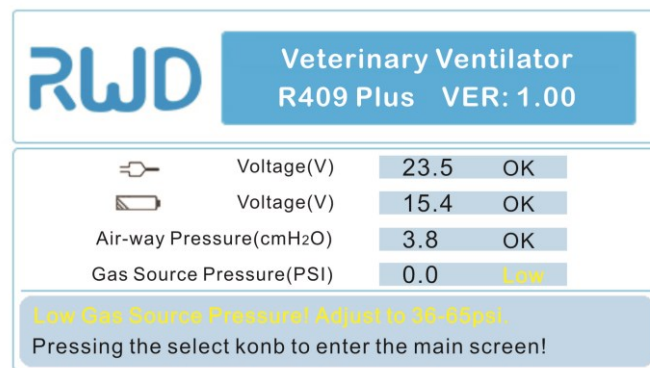 RWD
Veterinary Ventilator
R409 Plus VER: 1.00
Voltage(V) 23.5 OK
Voltage(V) 15.4 OK
Air-way Pressure(cmH₂O) 3.8 OK
Gas Source Pressure(PSI) 0.0 Low
Low Gas Source Pressure! Adjust to 36-65psi.
Pressing the select konb to enter the main screen!